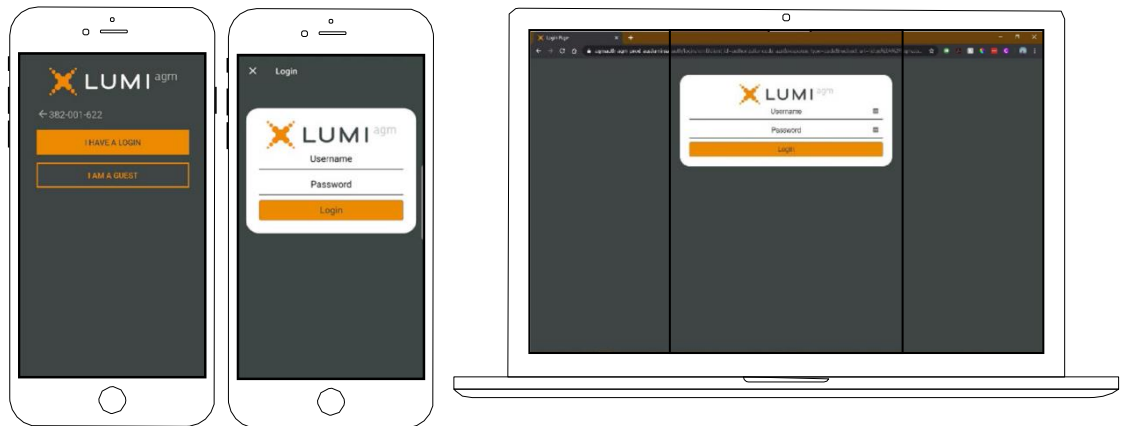 LUMI agm
382-001-622
I HAVE A LOGIN
I AM A GUEST
Login
LUMI agm
Username
Password
Login
Login Page
LUMI agm
Username
Password
Login